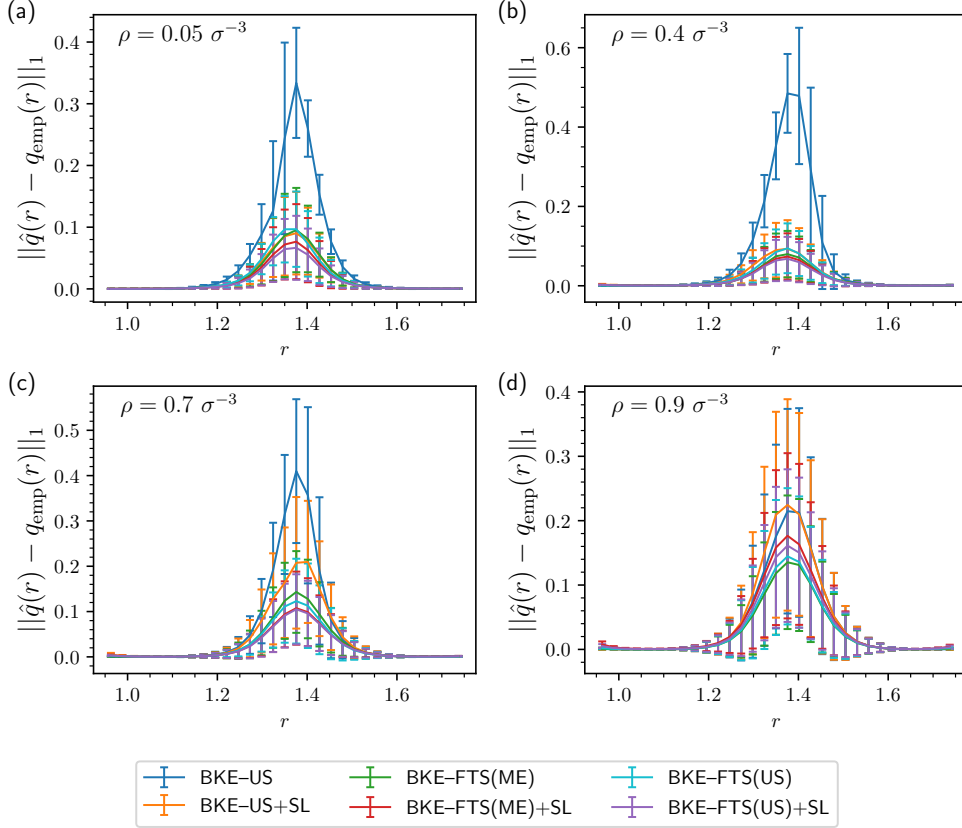 (a)
ρ = 0.05 σ⁻³
||q̂(r) − q_emp(r)||₁
0.4
0.3
0.2
0.1
0.0
1.0 1.2 1.4 1.6
r
(b)
ρ = 0.4 σ⁻³
||q̂(r) − q_emp(r)||₁
0.6
0.4
0.2
0.0
1.0 1.2 1.4 1.6
r
(c)
ρ = 0.7 σ⁻³
||q̂(r) − q_emp(r)||₁
0.5
0.4
0.3
0.2
0.1
0.0
1.0 1.2 1.4 1.6
r
(d)
ρ = 0.9 σ⁻³
||q̂(r) − q_emp(r)||₁
0.4
0.3
0.2
0.1
0.0
1.0 1.2 1.4 1.6
r
BKE–US BKE–FTS(ME) BKE–FTS(US)
BKE–US+SL BKE–FTS(ME)+SL BKE–FTS(US)+SL